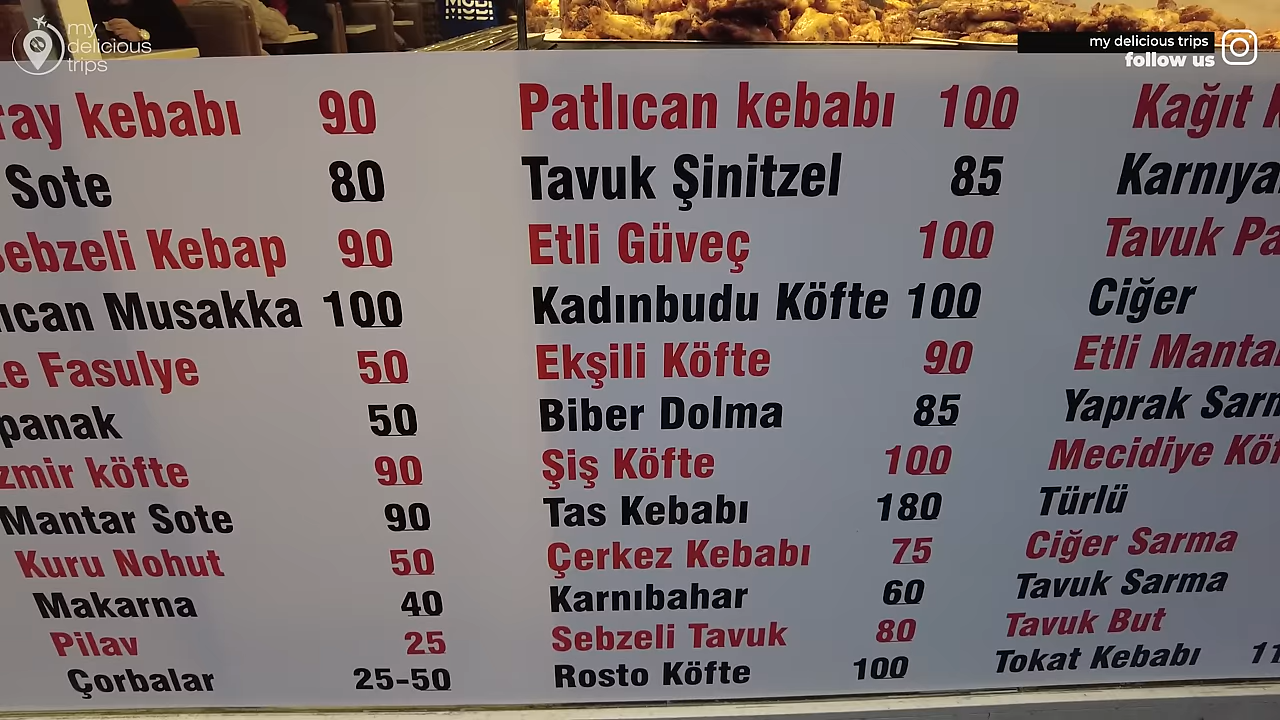 MOBI
my
delicious
trips
my delicious trips
follow us
kebabı 90
Sote 80
Sebzeli Kebap 90
Musakka 100
Fasulye 50
50
köfte 90
Mantar Sote 90
Kuru Nohut 50
Makarna 40
Pilav 25
Çorbalar 25-50
Patlıcan kebabı 100
Tavuk Şinitzel 85
Etli Güveç 100
Kadınbudu Köfte 100
Ekşili Köfte 90
Biber Dolma 85
Şiş Köfte 100
Tas Kebabı 180
Çerkez Kebabı 75
Karnıbahar 60
Sebzeli Tavuk 80
Rosto Köfte 100
Kağıt
Tavuk
Ciğer
Etli
Yaprak
Mecidiye
Türlü
Ciğer Sarma
Tavuk Sarma
Tavuk But
Tokat Kebabı